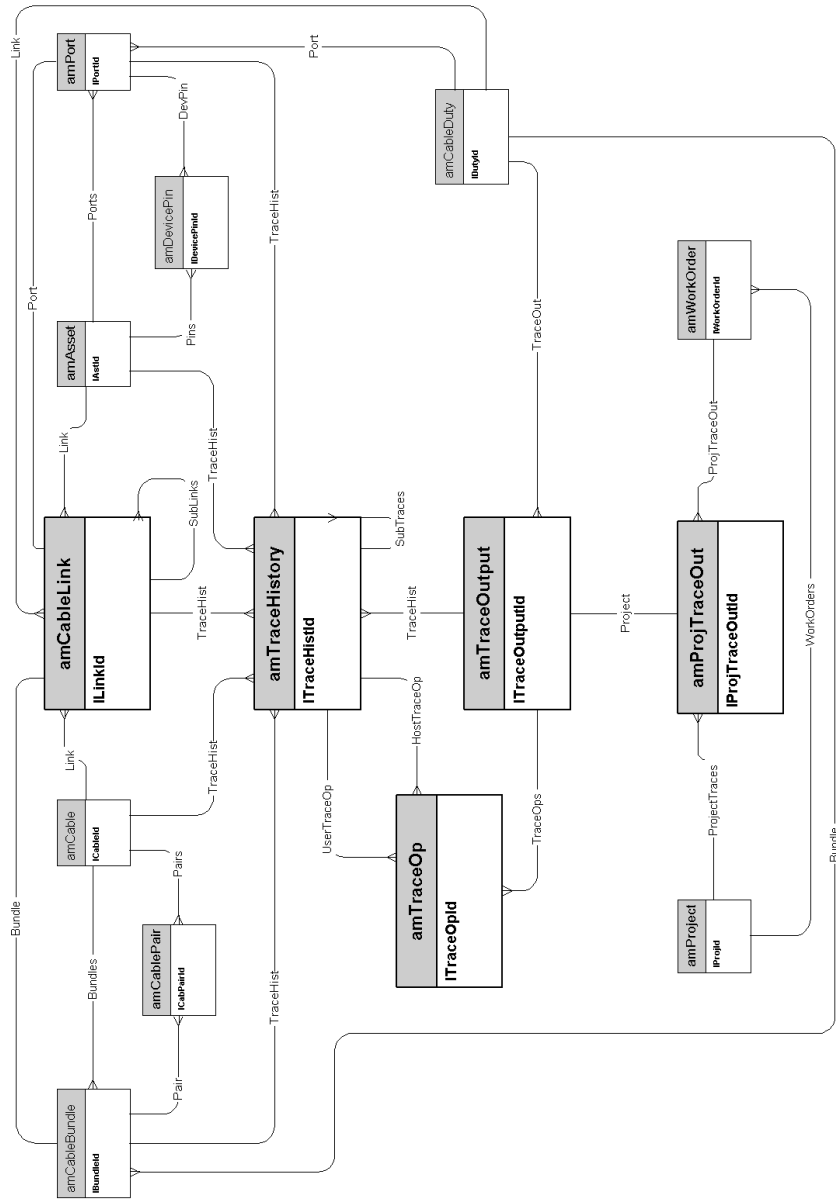 Link
amPort
lPortId
Port
Port
DevPin
Ports
amDevicePin
lDevicePinId
TraceHist
amCableDuty
lDutyId
amAsset
lAstId
Pins
TraceHist
Link
TraceOut
amWorkOrder
lWorkOrderId
ProjTraceOut
SubLinks
SubTraces
amCableLink
lLinkId
TraceHist
amTraceHistory
lTraceHistId
TraceHist
amTraceOutput
lTraceOutputId
Project
amProjTraceOut
lProjTraceOutId
WorkOrders
Link
TraceHist
HostTraceOp
UserTraceOp
TraceOps
ProjectTraces
amCable
lCableId
Pairs
amTraceOp
lTraceOpId
Bundle
Bundle
Bundles
amCablePair
lCabPairId
TraceHist
amProject
lProjId
Pair
amCableBundle
lBundleId